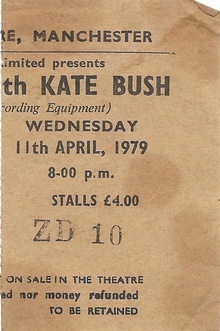 RE, MANCHESTER
Limited presents
th KATE BUSH
cording Equipment)
WEDNESDAY
11th APRIL, 1979
8-00 p.m.
STALLS £4.00
ZD 10
Y ON SALE IN THE THEATRE
ed nor money refunded
TO BE RETAINED